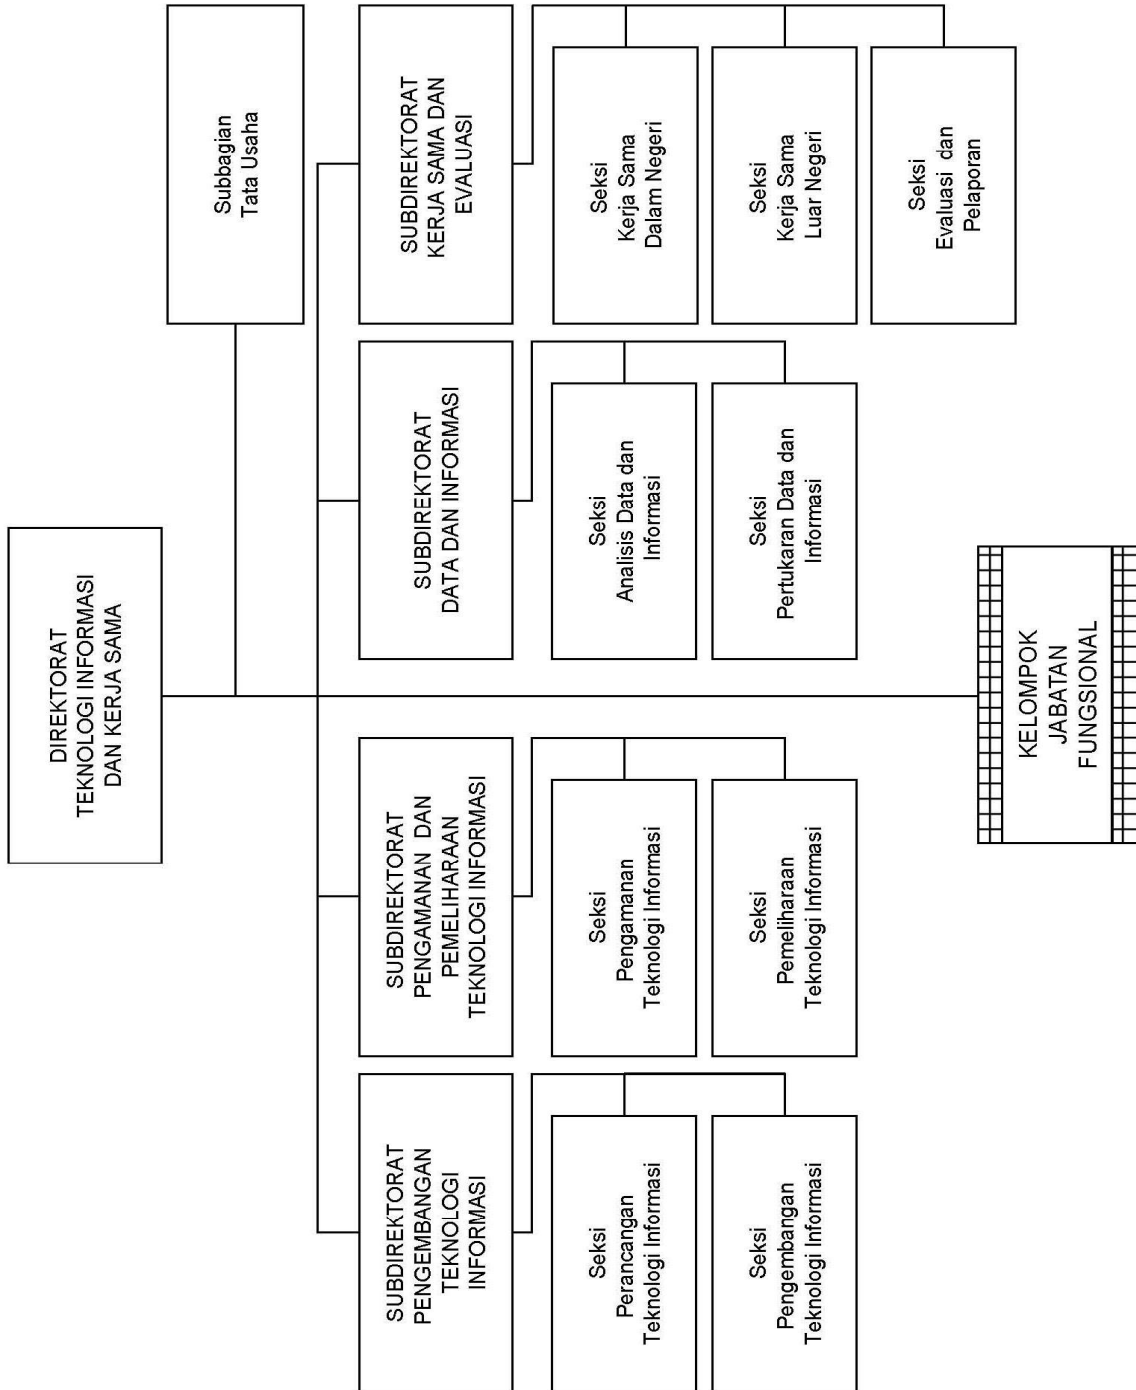 DIREKTORAT
TEKNOLOGI INFORMASI
DAN KERJA SAMA
Subbagian
Tata Usaha
SUBDIREKTORAT
PENGEMBANGAN
TEKNOLOGI
INFORMASI
SUBDIREKTORAT
PENGAMANAN DAN
PEMELIHARAAN
TEKNOLOGI INFORMASI
SUBDIREKTORAT
DATA DAN INFORMASI
SUBDIREKTORAT
KERJA SAMA DAN
EVALUASI
Seksi
Perancangan
Teknologi Informasi
Seksi
Pengamanan
Teknologi Informasi
Seksi
Analisis Data dan
Informasi
Seksi
Kerja Sama
Dalam Negeri
Seksi
Pengembangan
Teknologi Informasi
Seksi
Pemeliharaan
Teknologi Informasi
Seksi
Pertukaran Data dan
Informasi
Seksi
Kerja Sama
Luar Negeri
Seksi
Evaluasi dan
Pelaporan
KELOMPOK
JABATAN
FUNGSIONAL